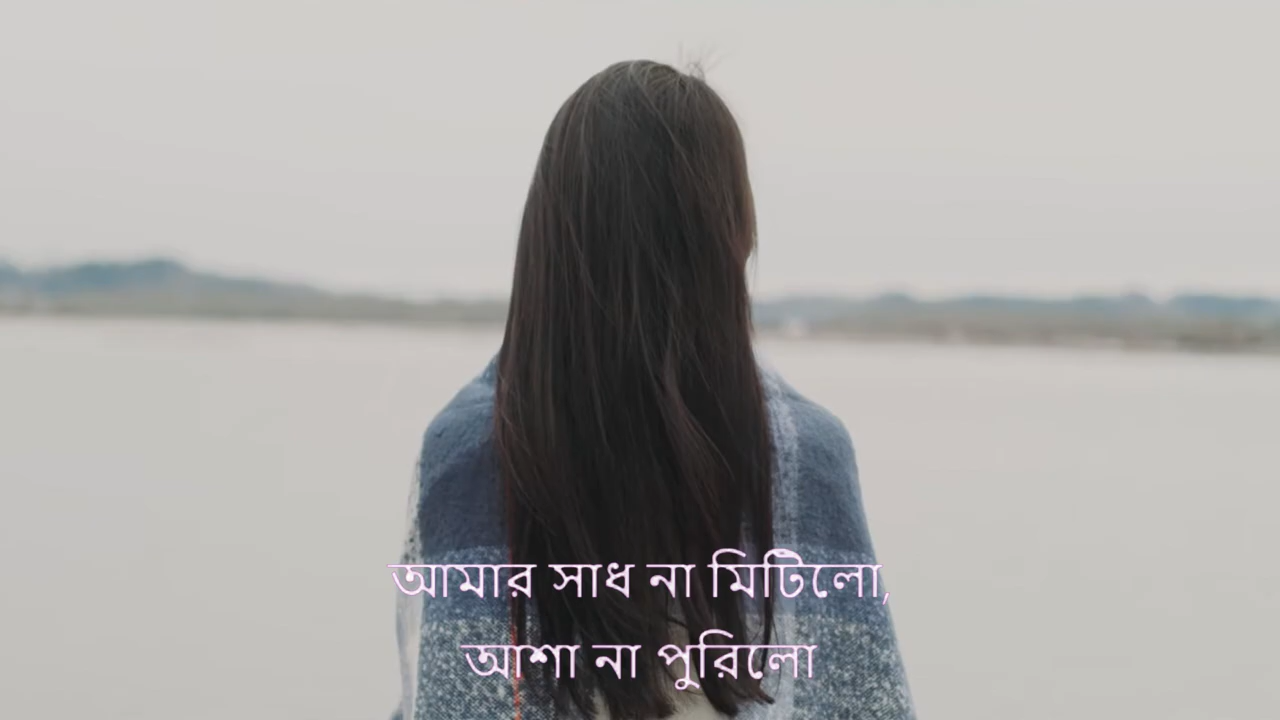 আমার সাধ না মিটিলো,
আশা না পুরিলো